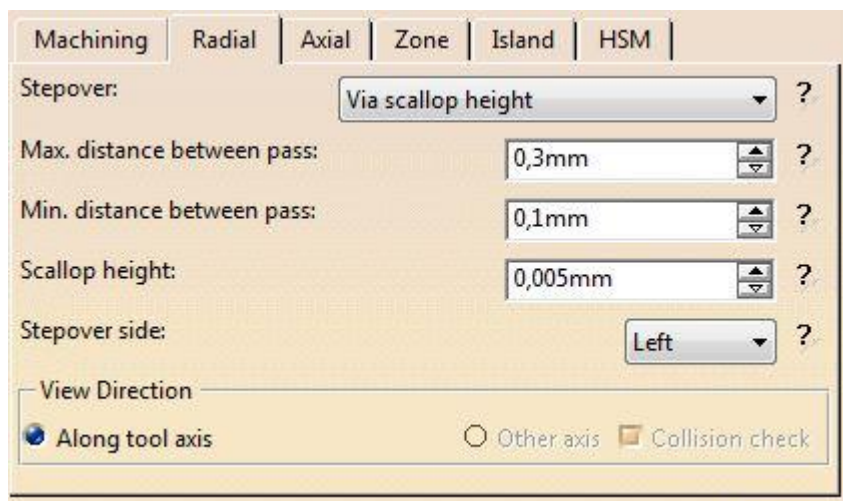 Machining Radial Axial Zone Island HSM
Stepover: Via scallop height ?
Max. distance between pass: 0,3mm ?
Min. distance between pass: 0,1mm ?
Scallop height: 0,005mm ?
Stepover side: Left ?
View Direction
Along tool axis Other axis Collision check